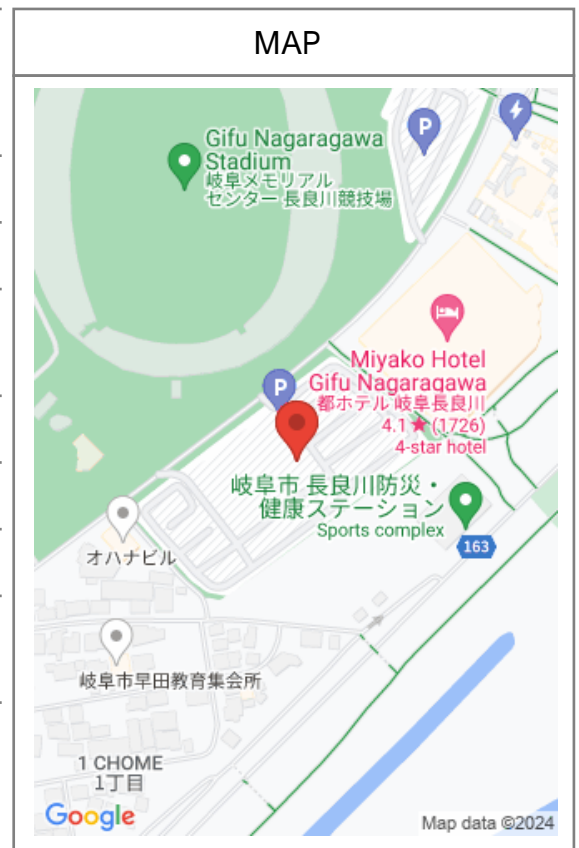 MAP
P
Gifu Nagaragawa
Stadium
岐阜メモリアル
センター 長良川競技場
Miyako Hotel
Gifu Nagaragawa
都ホテル 岐阜長良川
4.1★(1726)
4-star hotel
P
岐阜市 長良川防災・
健康ステーション
Sports complex
163
オハナビル
岐阜市早田教育集会所
1 CHOME
1丁目
Google
Map data ©2024